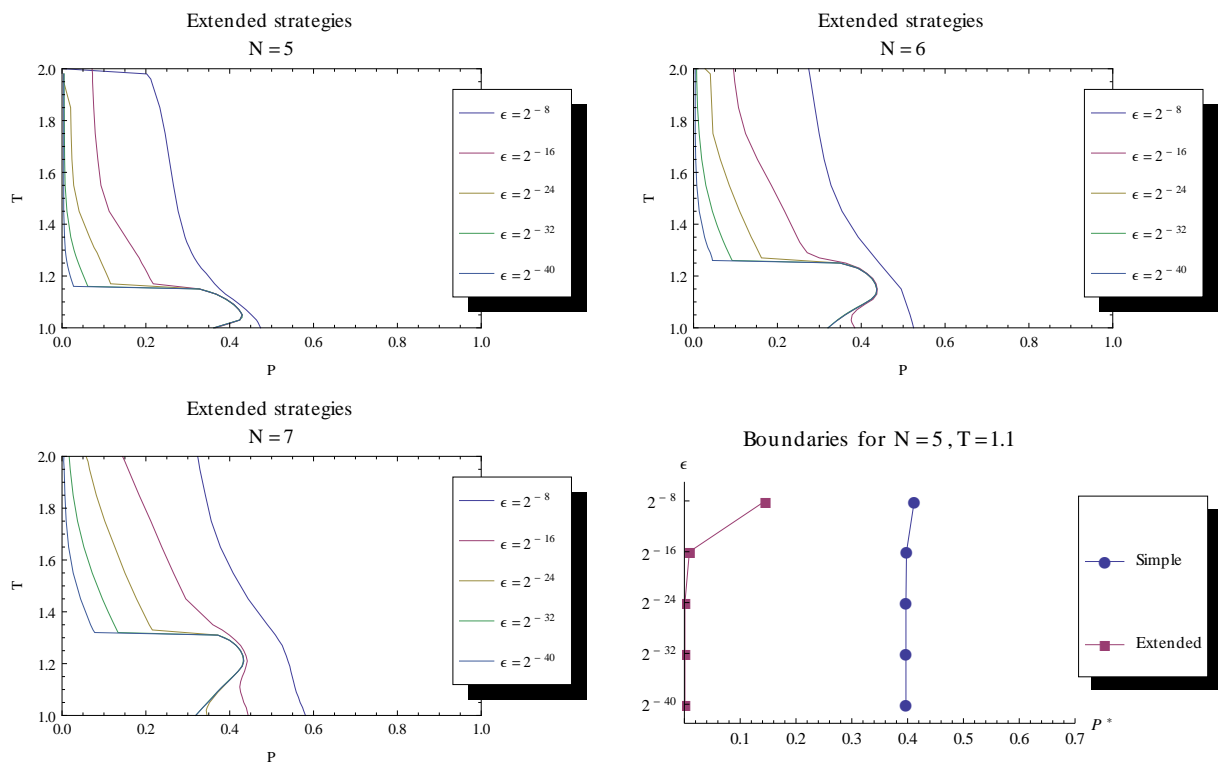 Extended strategies
N = 5
2.0
1.8
1.6
1.4
1.2
1.0
T
0.0 0.2 0.4 0.6 0.8 1.0
P
ϵ = 2^-8
ϵ = 2^-16
ϵ = 2^-24
ϵ = 2^-32
ϵ = 2^-40
Extended strategies
N = 6
2.0
1.8
1.6
1.4
1.2
1.0
T
0.0 0.2 0.4 0.6 0.8 1.0
P
ϵ = 2^-8
ϵ = 2^-16
ϵ = 2^-24
ϵ = 2^-32
ϵ = 2^-40
Extended strategies
N = 7
2.0
1.8
1.6
1.4
1.2
1.0
T
0.0 0.2 0.4 0.6 0.8 1.0
P
ϵ = 2^-8
ϵ = 2^-16
ϵ = 2^-24
ϵ = 2^-32
ϵ = 2^-40
Boundaries for N = 5 , T = 1.1
ϵ
2^-8
2^-16
2^-24
2^-32
2^-40
0.1 0.2 0.3 0.4 0.5 0.6 0.7
P*
Simple
Extended